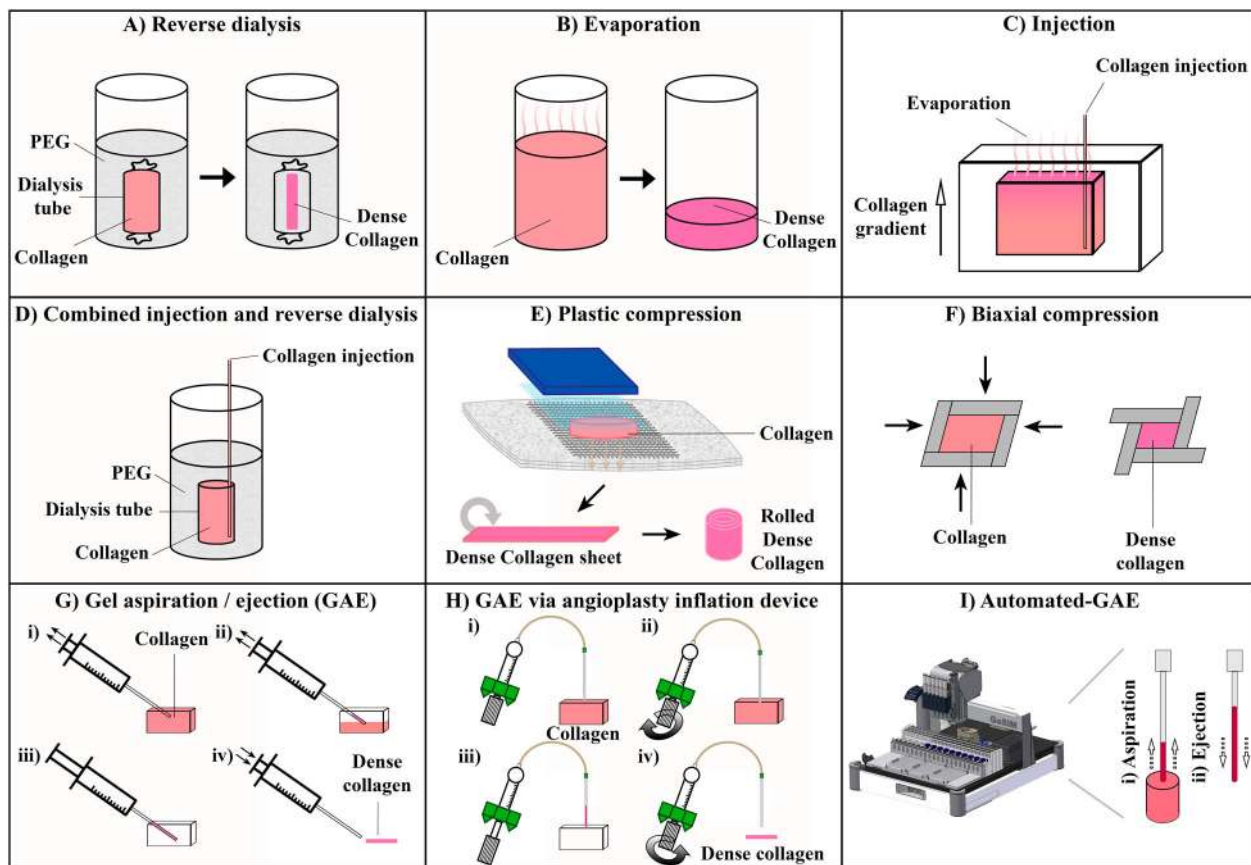 A) Reverse dialysis
PEG
Dialysis
tube
Collagen
Dense
Collagen
B) Evaporation
Collagen
Dense
Collagen
C) Injection
Collagen injection
Evaporation
Collagen
gradient
D) Combined injection and reverse dialysis
Collagen injection
PEG
Dialysis tube
Collagen
E) Plastic compression
Collagen
Dense Collagen sheet
Rolled
Dense
Collagen
F) Biaxial compression
Collagen
Dense
collagen
G) Gel aspiration / ejection (GAE)
i)
Collagen
ii)
iii)
iv)
Dense
collagen
H) GAE via angioplasty inflation device
i)
ii)
Collagen
iii)
iv)
Dense collagen
I) Automated-GAE
GeSiM
i) Aspiration
ii) Ejection